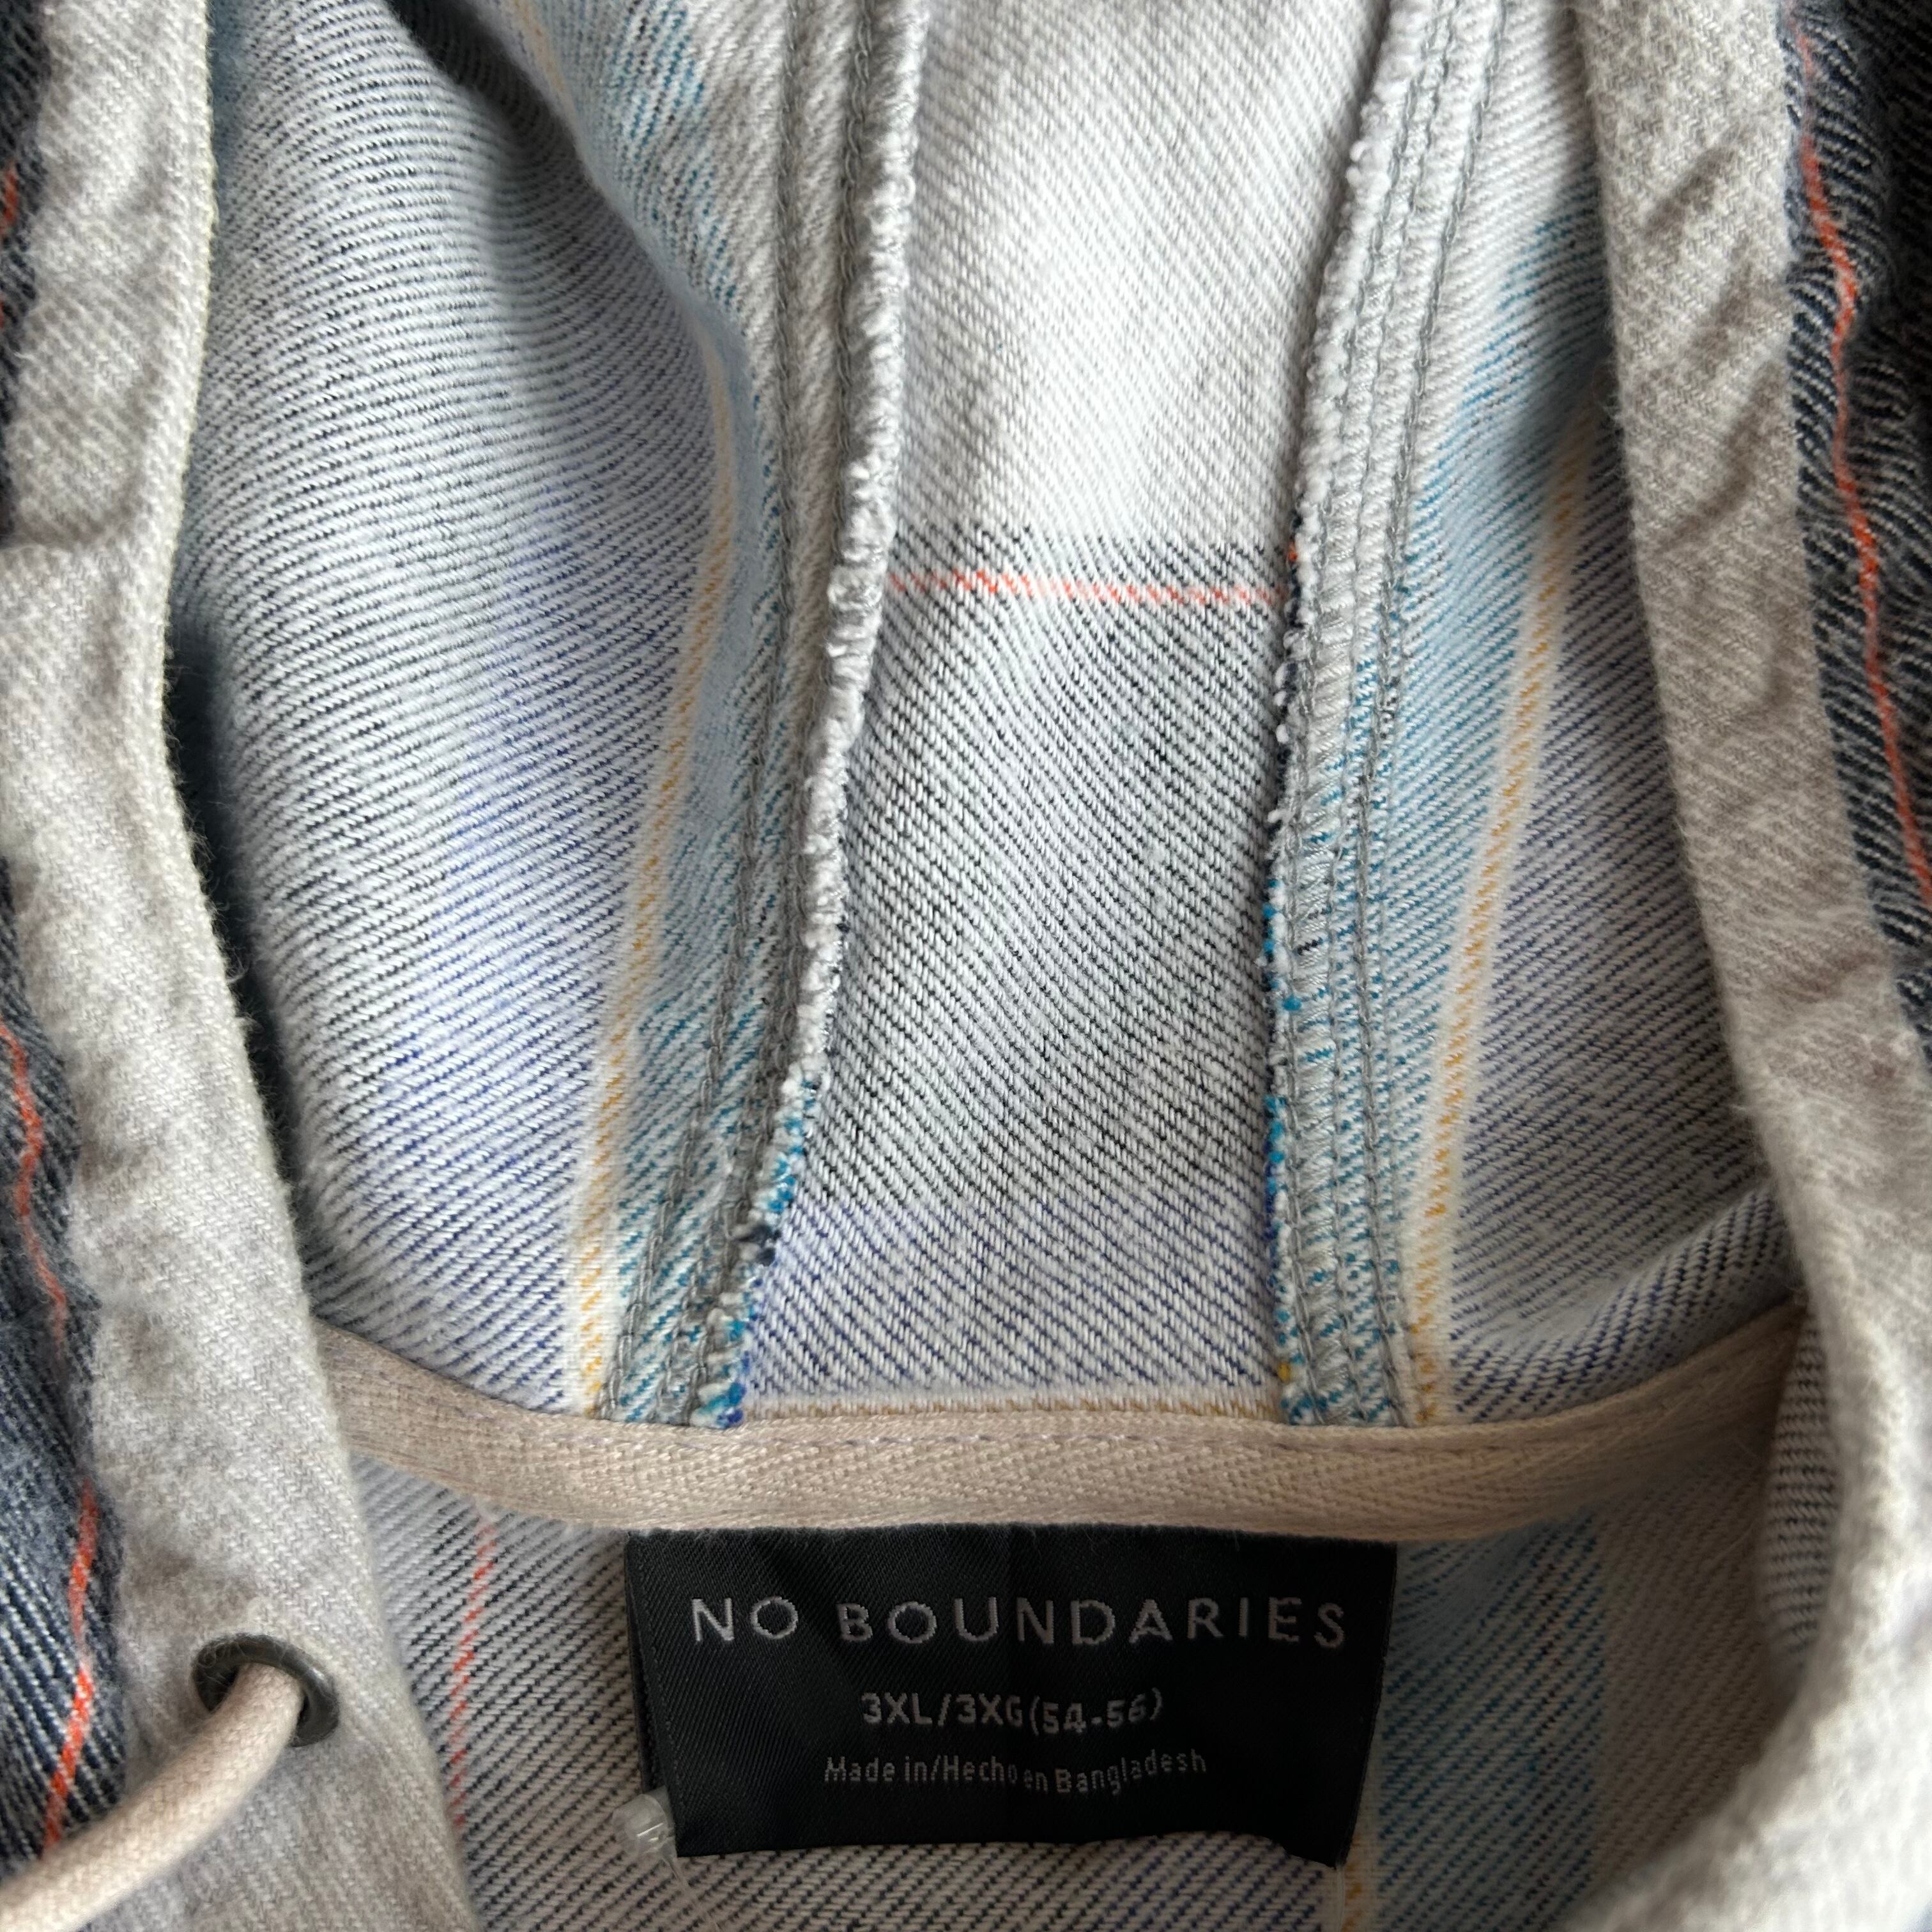 NO BOUNDARIES
3XL/3XG(54-56)
Made in/Hecho en Bangladesh